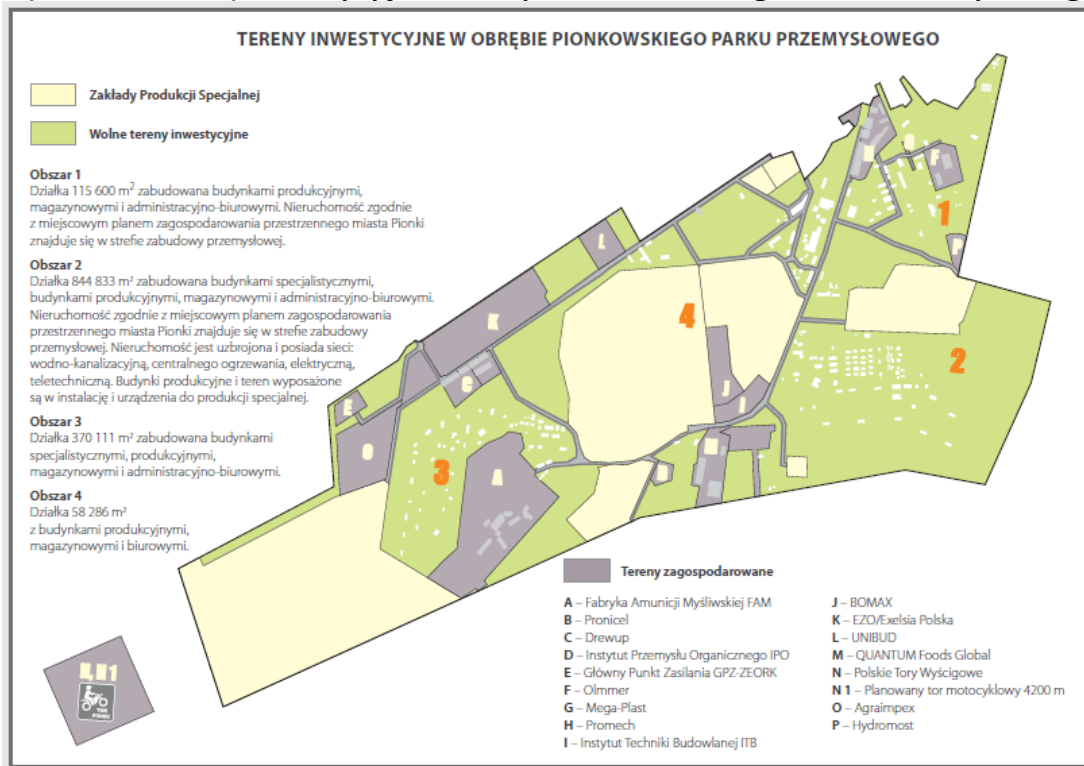 TERENY INWESTYCYJNE W OBRĘBIE PIONKOWSKIEGO PARKU PRZEMYSŁOWEGO
Zakłady Produkcji Specjalnej
Wolne tereny inwestycyjne
Obszar 1
Działka 115 600 m² zabudowana budynkami produkcyjnymi,
magazynowymi i administracyjno-biurowymi. Nieruchomość zgodnie
z miejscowym planem zagospodarowania przestrzennego miasta Pionki
znajduje się w strefie zabudowy przemysłowej.
Obszar 2
Działka 844 833 m² zabudowana budynkami specjalistycznymi,
budynkami produkcyjnymi, magazynowymi i administracyjno-biurowymi.
Nieruchomość zgodnie z miejscowym planem zagospodarowania
przestrzennego miasta Pionki znajduje się w strefie zabudowy
przemysłowej. Nieruchomość jest uzbrojona i posiada sieci:
wodno-kanalizacyjną, centralnego ogrzewania, elektryczną,
teletechniczną. Budynki produkcyjne i teren wyposażone
są w instalację i urządzenia do produkcji specjalnej.
Obszar 3
Działka 370 111 m² zabudowana budynkami
specjalistycznymi, produkcyjnymi,
magazynowymi i administracyjno-biurowymi.
Obszar 4
Działka 58 286 m²
z budynkami produkcyjnymi,
magazynowymi i biurowymi.
F
1
P
L
4
K
2
J
I
G
E
O
3
A
N, N1
TOR
PIONKI
Tereny zagospodarowane
A – Fabryka Amunicji Myśliwskiej FAM
B – Pronicel
C – Drewup
D – Instytut Przemysłu Organicznego IPO
E – Główny Punkt Zasilania GPZ-ZEORK
F – Olmmer
G – Mega-Plast
H – Promech
I – Instytut Techniki Budowlanej ITB
J – BOMAX
K – EZO/Exelsia Polska
L – UNIBUD
M – QUANTUM Foods Global
N – Polskie Tory Wyścigowe
N 1 – Planowany tor motocyklowy 4200 m
O – Agraimpex
P – Hydromost